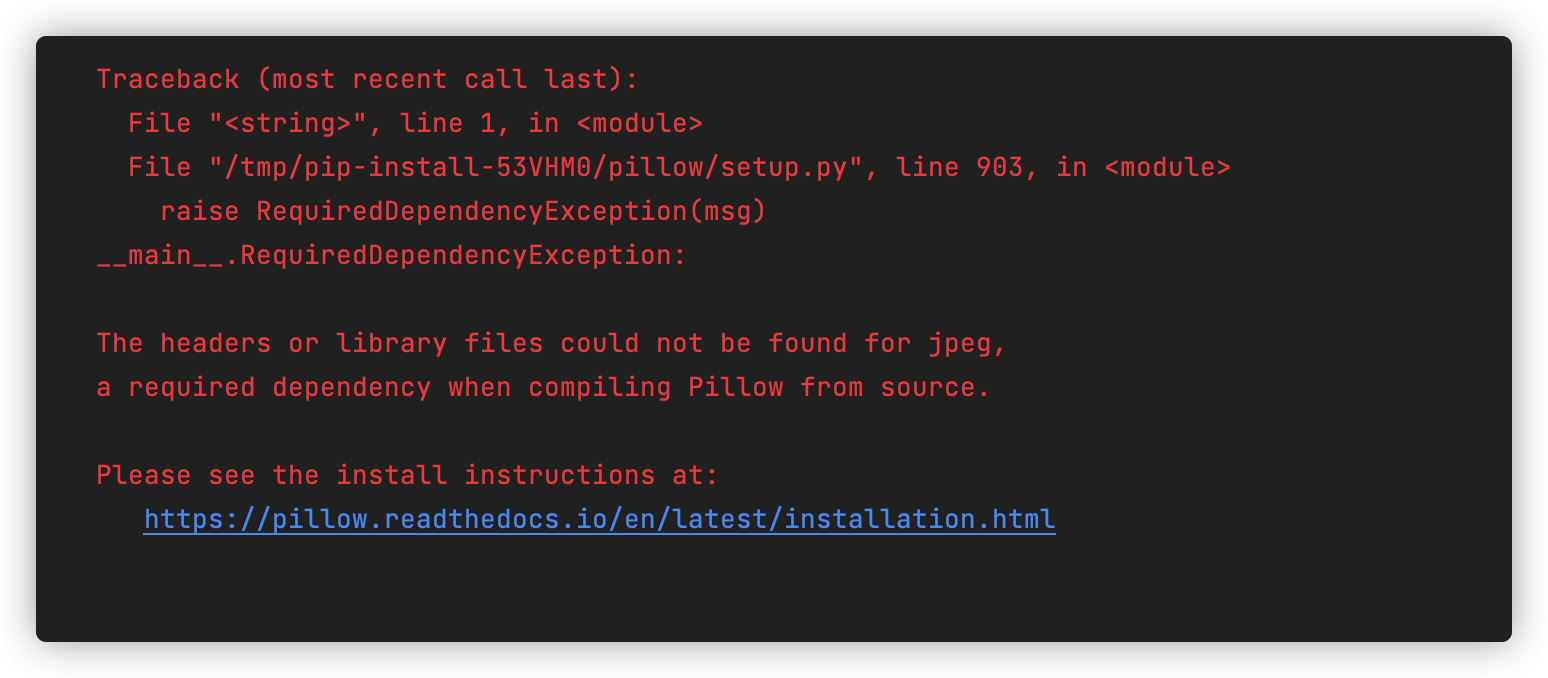 Traceback (most recent call last):
  File "<string>", line 1, in <module>
  File "/tmp/pip-install-53VHM0/pillow/setup.py", line 903, in <module>
    raise RequiredDependencyException(msg)
__main__.RequiredDependencyException:

The headers or library files could not be found for jpeg,
a required dependency when compiling Pillow from source.

Please see the install instructions at:
   https://pillow.readthedocs.io/en/latest/installation.html